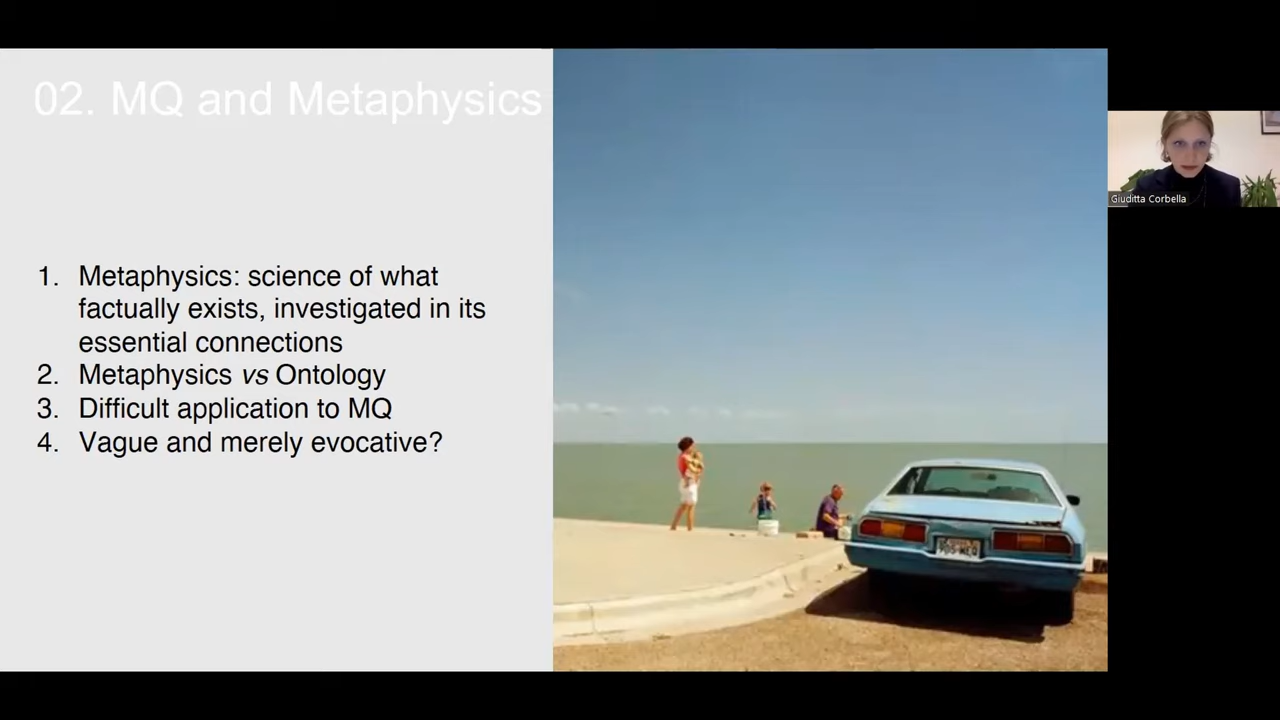 02. MQ and Metaphysics
1. Metaphysics: science of what
factually exists, investigated in its
essential connections
2. Metaphysics vs Ontology
3. Difficult application to MQ
4. Vague and merely evocative?
Giuditta Corbella